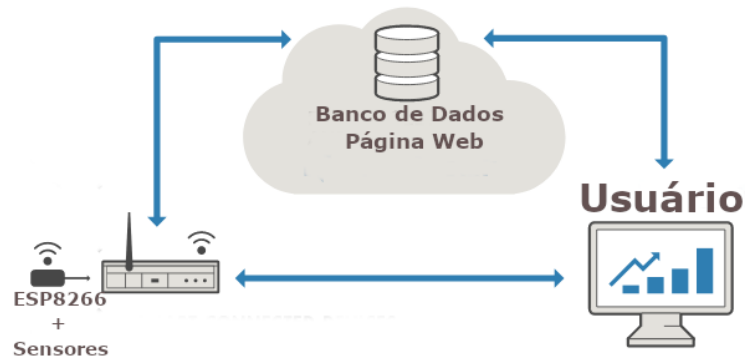 Banco de Dados
Página Web
Usuário
ESP8266
+
Sensores